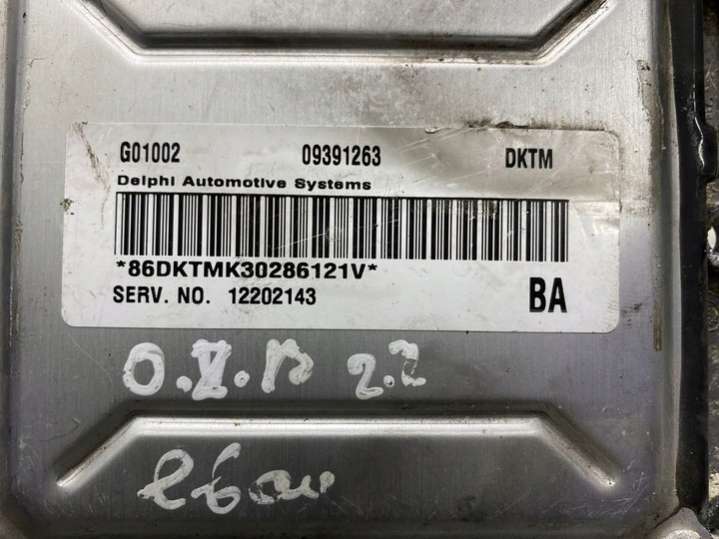 G01002 09391263 DKTM
Delphi Automotive Systems
*86DKTMK30286121V*
SERV. NO. 12202143 BA
2.2